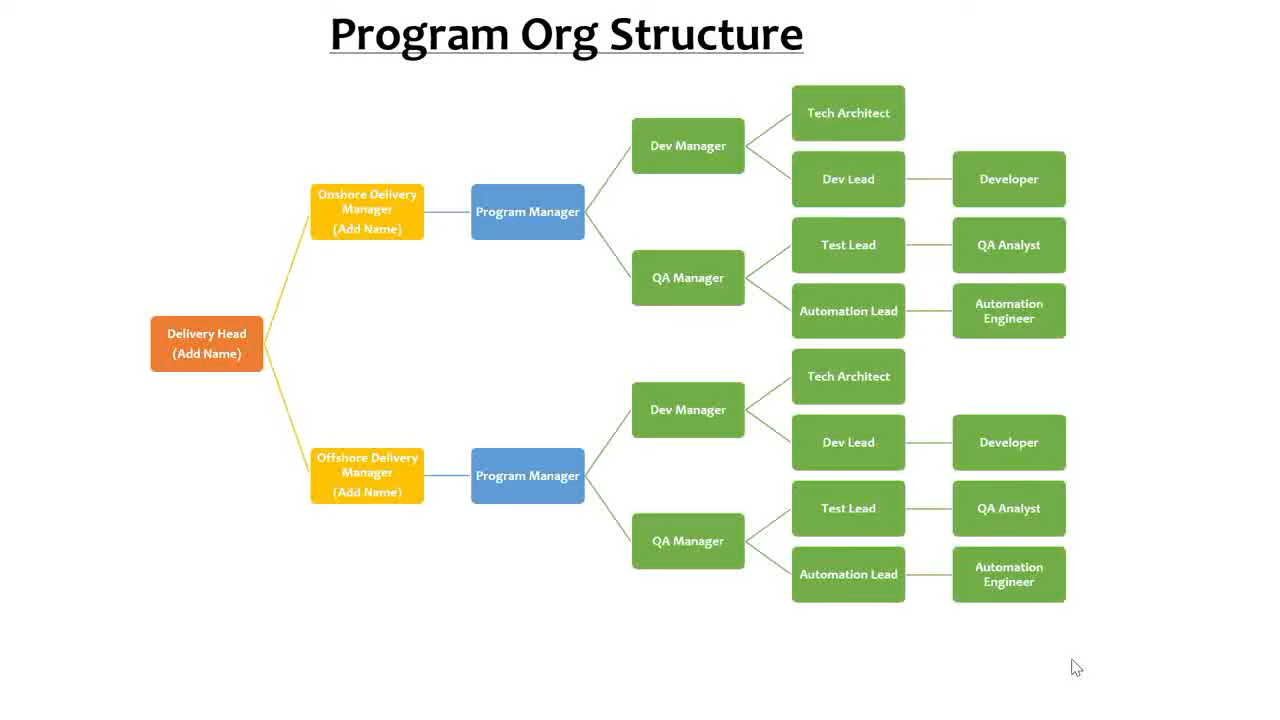 Program Org Structure
Delivery Head
(Add Name)
Onshore Delivery
Manager
(Add Name)
Program Manager
Dev Manager
Tech Architect
Dev Lead
Developer
QA Manager
Test Lead
QA Analyst
Automation Lead
Automation
Engineer
Offshore Delivery
Manager
(Add Name)
Program Manager
Dev Manager
Tech Architect
Dev Lead
Developer
QA Manager
Test Lead
QA Analyst
Automation Lead
Automation
Engineer